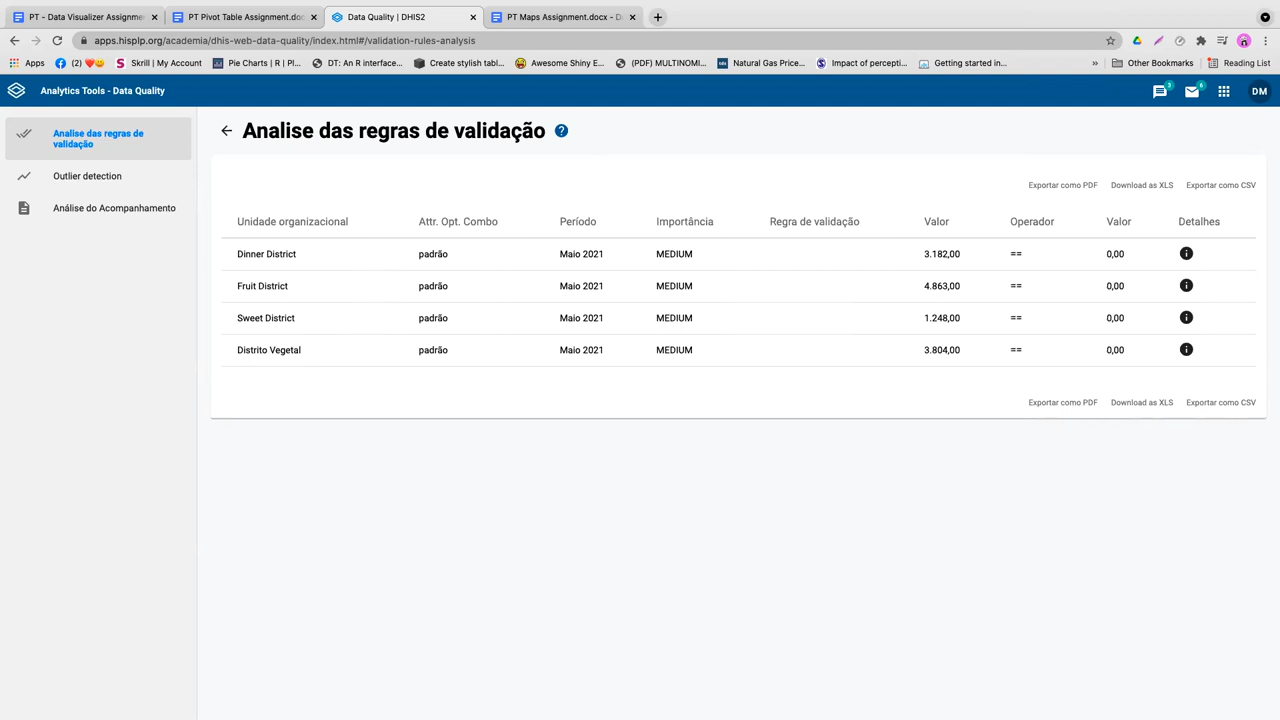 PT - Data Visualizer Assignme
PT Pivot Table Assignment.doc
Data Quality | DHIS2
PT Maps Assignment.docx - D
apps.hisplp.org/academia/dhis-web-data-quality/index.html#/validation-rules-analysis
Apps
(2)
Skrill | My Account
Pie Charts | R | Pl...
DT: An R interface...
Create stylish tabl...
Awesome Shiny E...
(PDF) MULTINOMI...
Natural Gas Price...
Impact of percepti...
Getting started in...
»
Other Bookmarks
Reading List
Analytics Tools - Data Quality
3
6
DM
Analise das regras de
validação
Outlier detection
Análise do Acompanhamento
Analise das regras de validação
Exportar como PDF Download as XLS Exportar como CSV
Unidade organizacional Attr. Opt. Combo Período Importância Regra de validação Valor Operador Valor Detalhes
Dinner District padrão Maio 2021 MEDIUM 3.182,00 == 0,00
Fruit District padrão Maio 2021 MEDIUM 4.863,00 == 0,00
Sweet District padrão Maio 2021 MEDIUM 1.248,00 == 0,00
Distrito Vegetal padrão Maio 2021 MEDIUM 3.804,00 == 0,00
Exportar como PDF Download as XLS Exportar como CSV